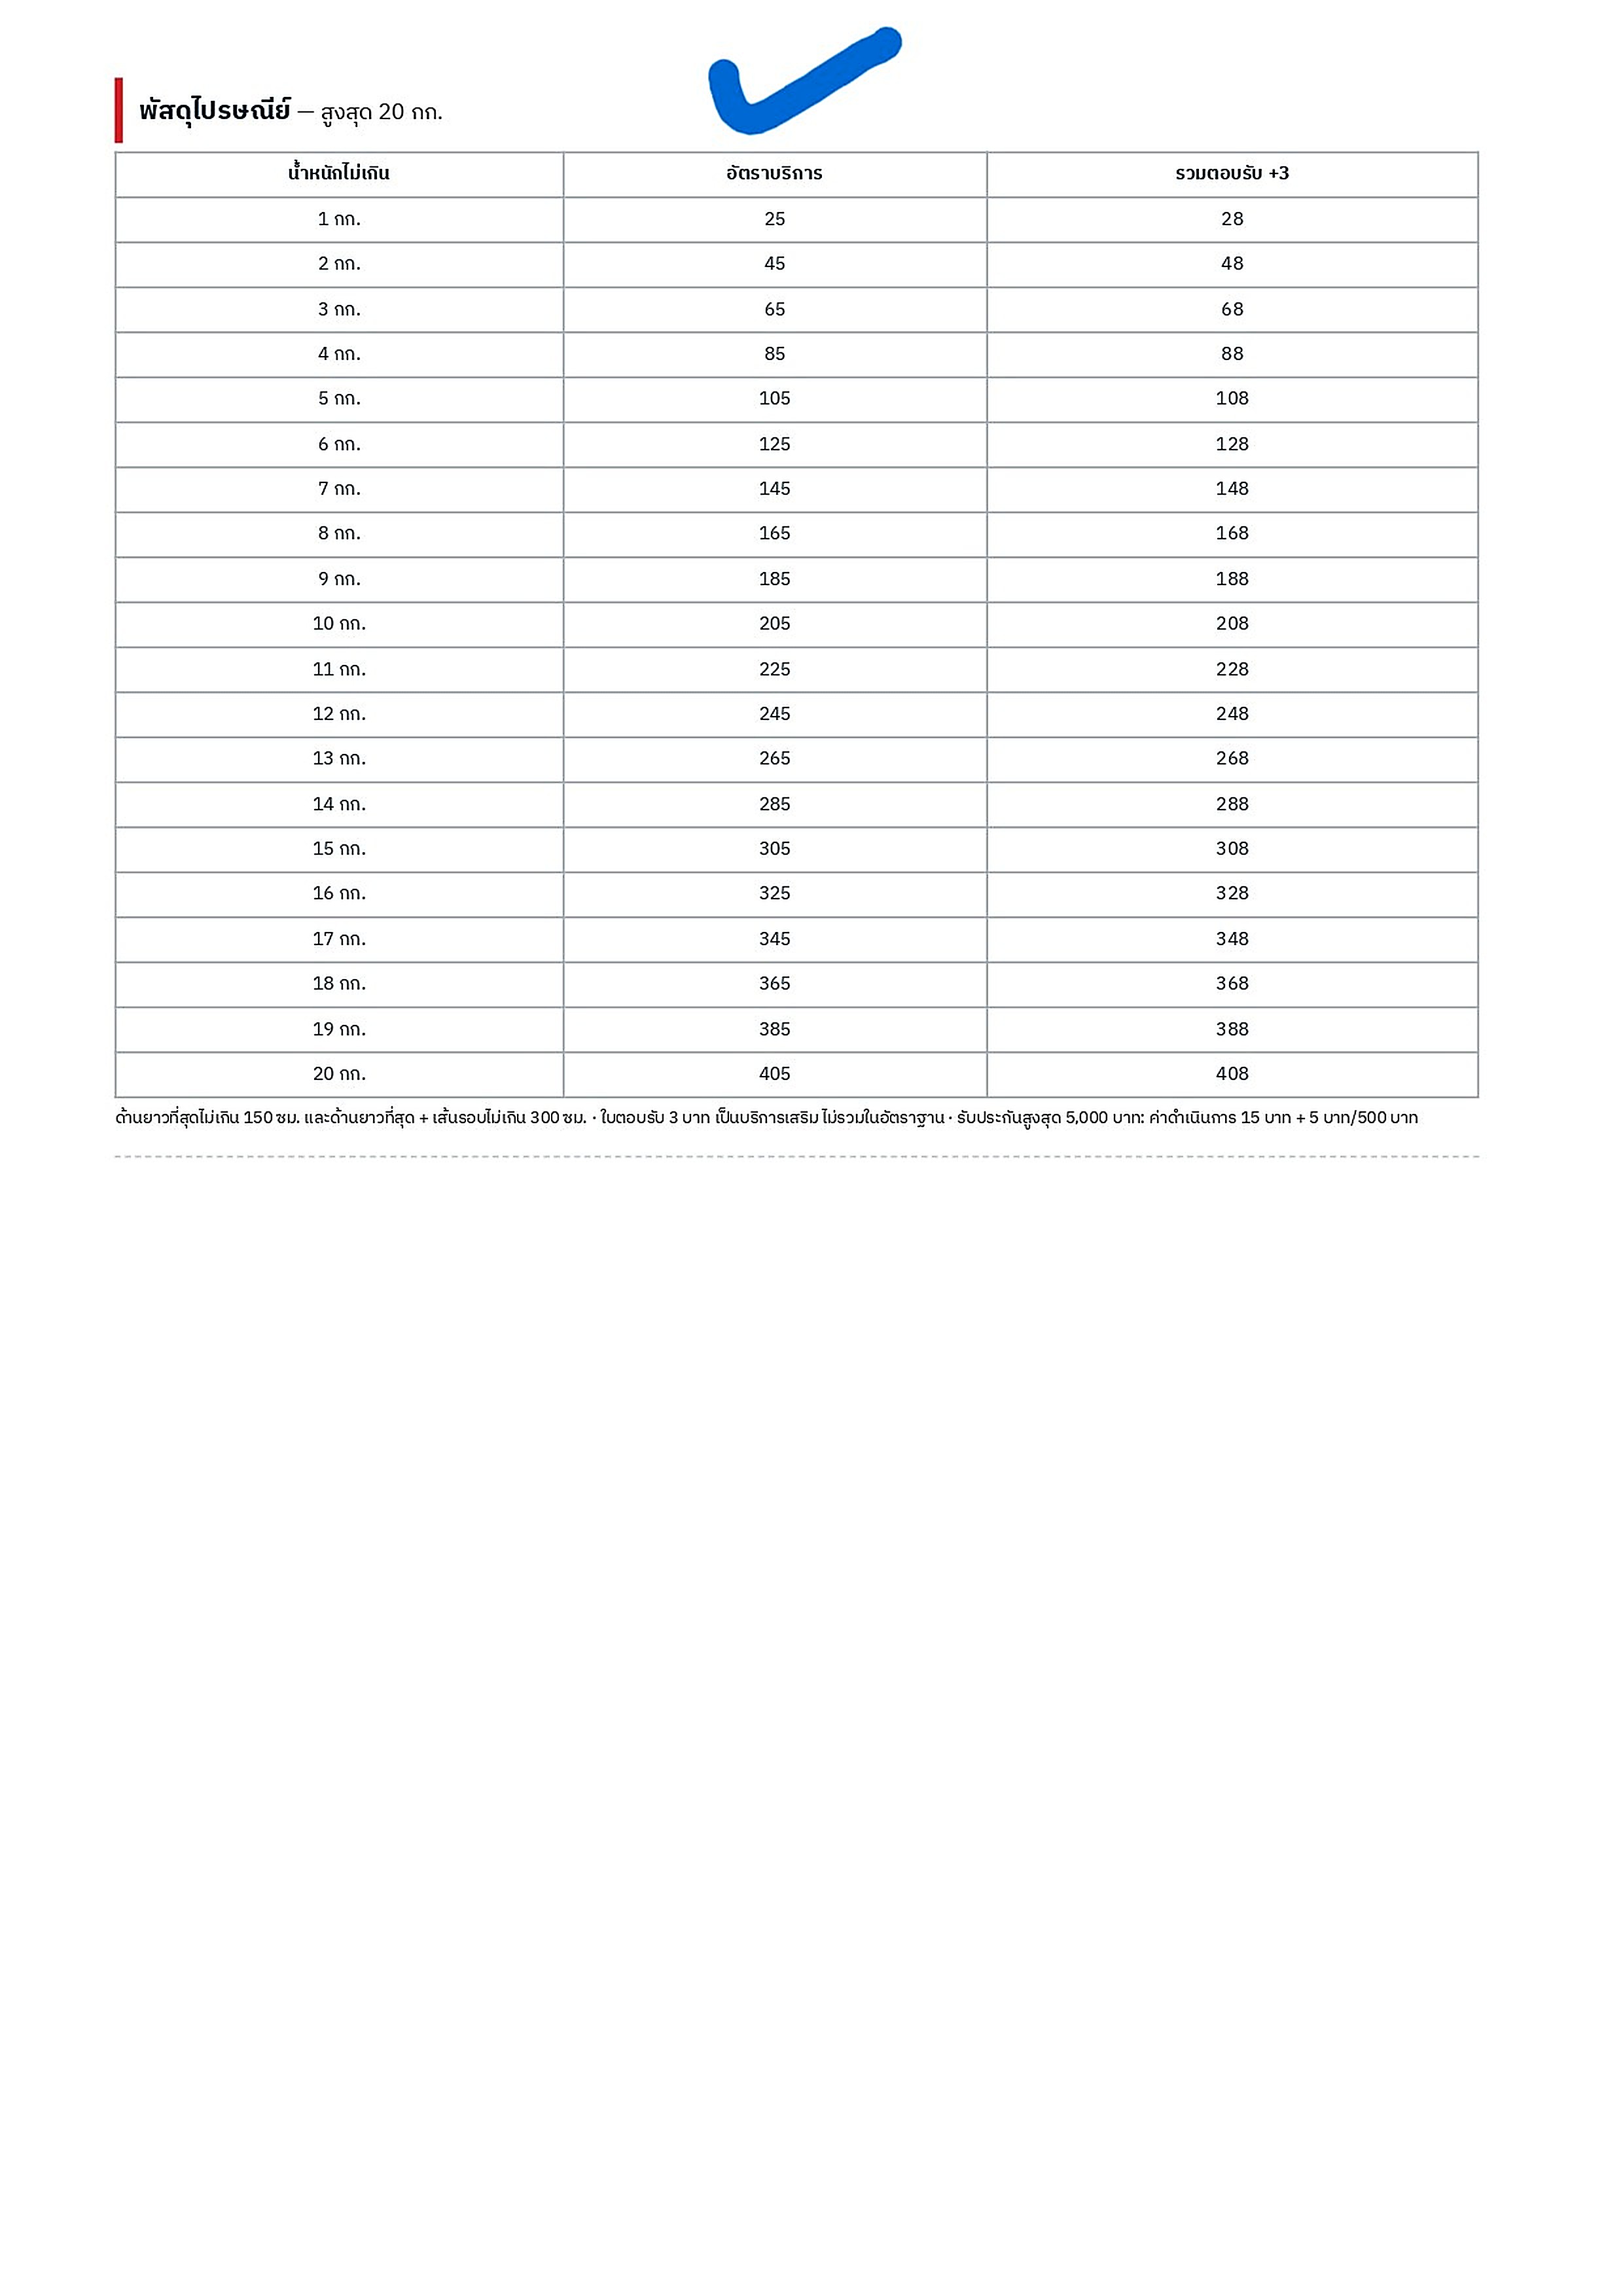 พัสดุไปรษณีย์ — สูงสุด 20 กก.
น้ำหนักไม่เกิน อัตราบริการ รวมตอบรับ +3
1 กก. 25 28
2 กก. 45 48
3 กก. 65 68
4 กก. 85 88
5 กก. 105 108
6 กก. 125 128
7 กก. 145 148
8 กก. 165 168
9 กก. 185 188
10 กก. 205 208
11 กก. 225 228
12 กก. 245 248
13 กก. 265 268
14 กก. 285 288
15 กก. 305 308
16 กก. 325 328
17 กก. 345 348
18 กก. 365 368
19 กก. 385 388
20 กก. 405 408
ด้านยาวที่สุดไม่เกิน 150 ซม. และด้านยาวที่สุด + เส้นรอบไม่เกิน 300 ซม. · ใบตอบรับ 3 บาท เป็นบริการเสริม ไม่รวมในอัตราฐาน · รับประกันสูงสุด 5,000 บาท: ค่าดำเนินการ 15 บาท + 5 บาท/500 บาท